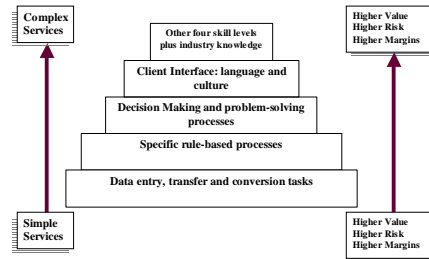 Complex
Services
Other four skill levels
plus industry knowledge
Higher Value
Higher Risk
Higher Margins
Client Interface: language and
culture
Decision Making and problem-solving
processes
Specific rule-based processes
Data entry, transfer and conversion tasks
Simple
Services
Higher Value
Higher Risk
Higher Margins